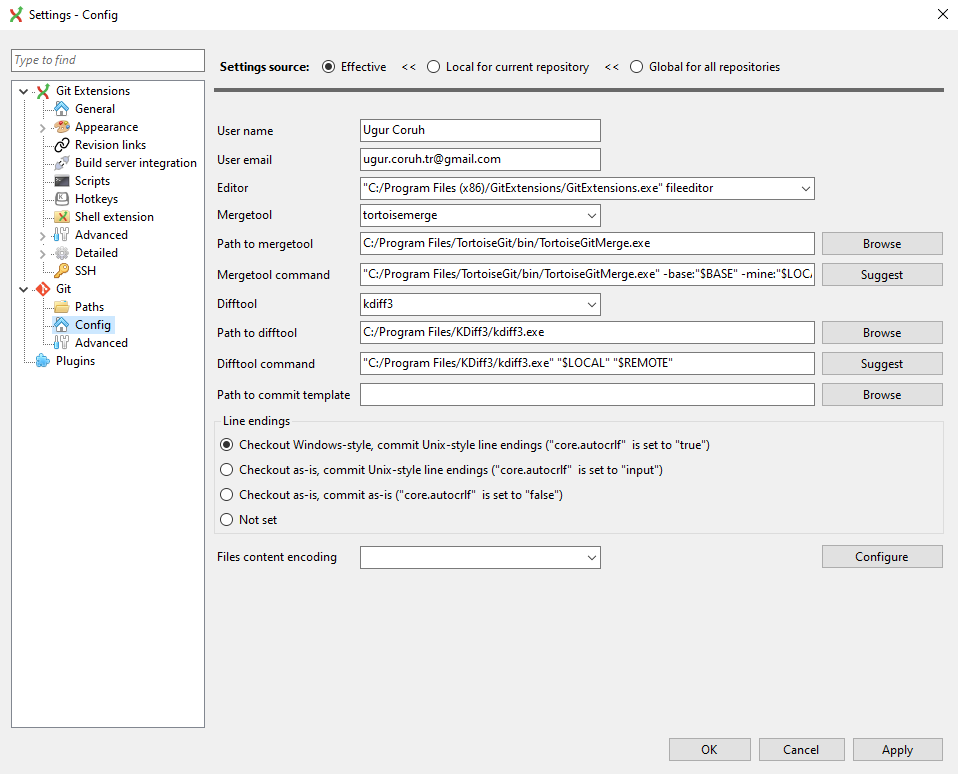 Settings - Config
Type to find
Git Extensions
General
Appearance
Revision links
Build server integration
Scripts
Hotkeys
Shell extension
Advanced
Detailed
SSH
Git
Paths
Config
Advanced
Plugins
Settings source: Effective << Local for current repository << Global for all repositories
User name Ugur Coruh
User email ugur.coruh.tr@gmail.com
Editor "C:/Program Files (x86)/GitExtensions/GitExtensions.exe" fileeditor
Mergetool tortoisemerge
Path to mergetool C:/Program Files/TortoiseGit/bin/TortoiseGitMerge.exe Browse
Mergetool command "C:/Program Files/TortoiseGit/bin/TortoiseGitMerge.exe" -base:"$BASE" -mine:"$LOCA Suggest
Difftool kdiff3
Path to difftool C:/Program Files/KDiff3/kdiff3.exe Browse
Difftool command "C:/Program Files/KDiff3/kdiff3.exe" "$LOCAL" "$REMOTE" Suggest
Path to commit template Browse
Line endings
Checkout Windows-style, commit Unix-style line endings ("core.autocrlf" is set to "true")
Checkout as-is, commit Unix-style line endings ("core.autocrlf" is set to "input")
Checkout as-is, commit as-is ("core.autocrlf" is set to "false")
Not set
Files content encoding Configure
OK Cancel Apply